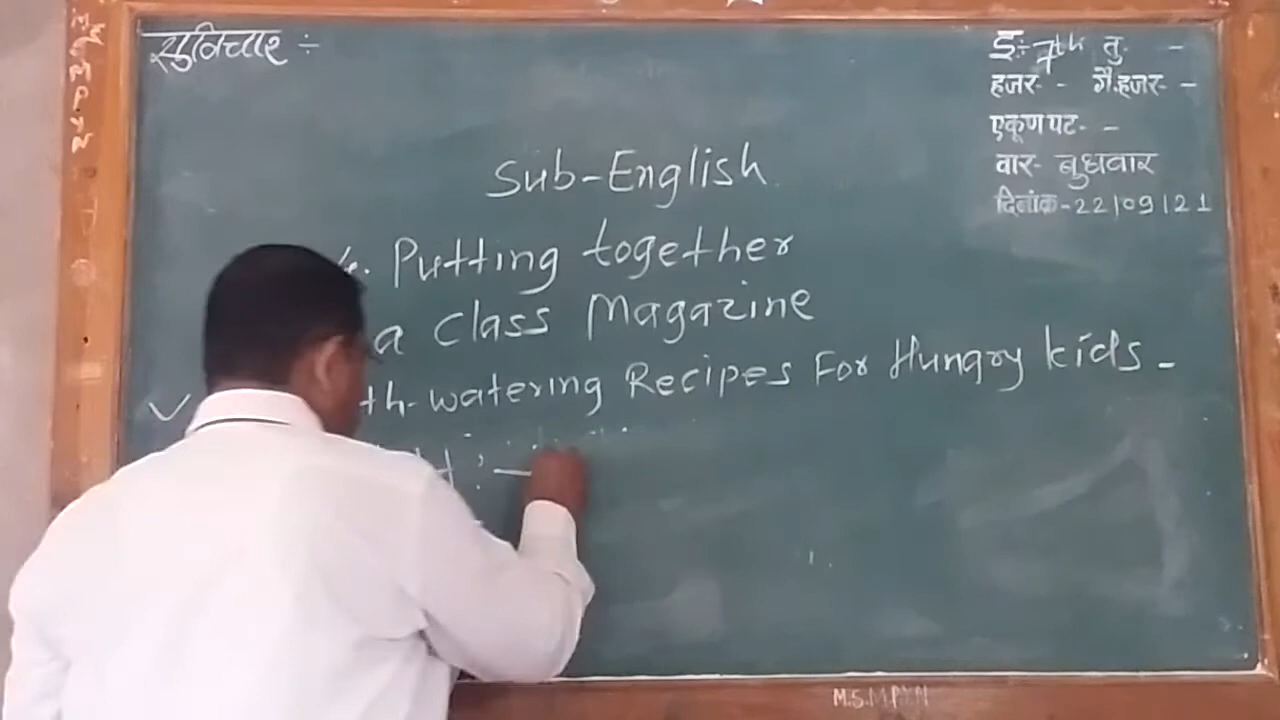 सुविचार ÷
इ÷ 7th तु. -
हजर- - गै.हजर- -
एकूण पट- -
वार- बुधवार
दिनांक-22/09/21
Sub-English
Putting together
a class Magazine
th-watering Recipes For Hungry kids -
M.S.M